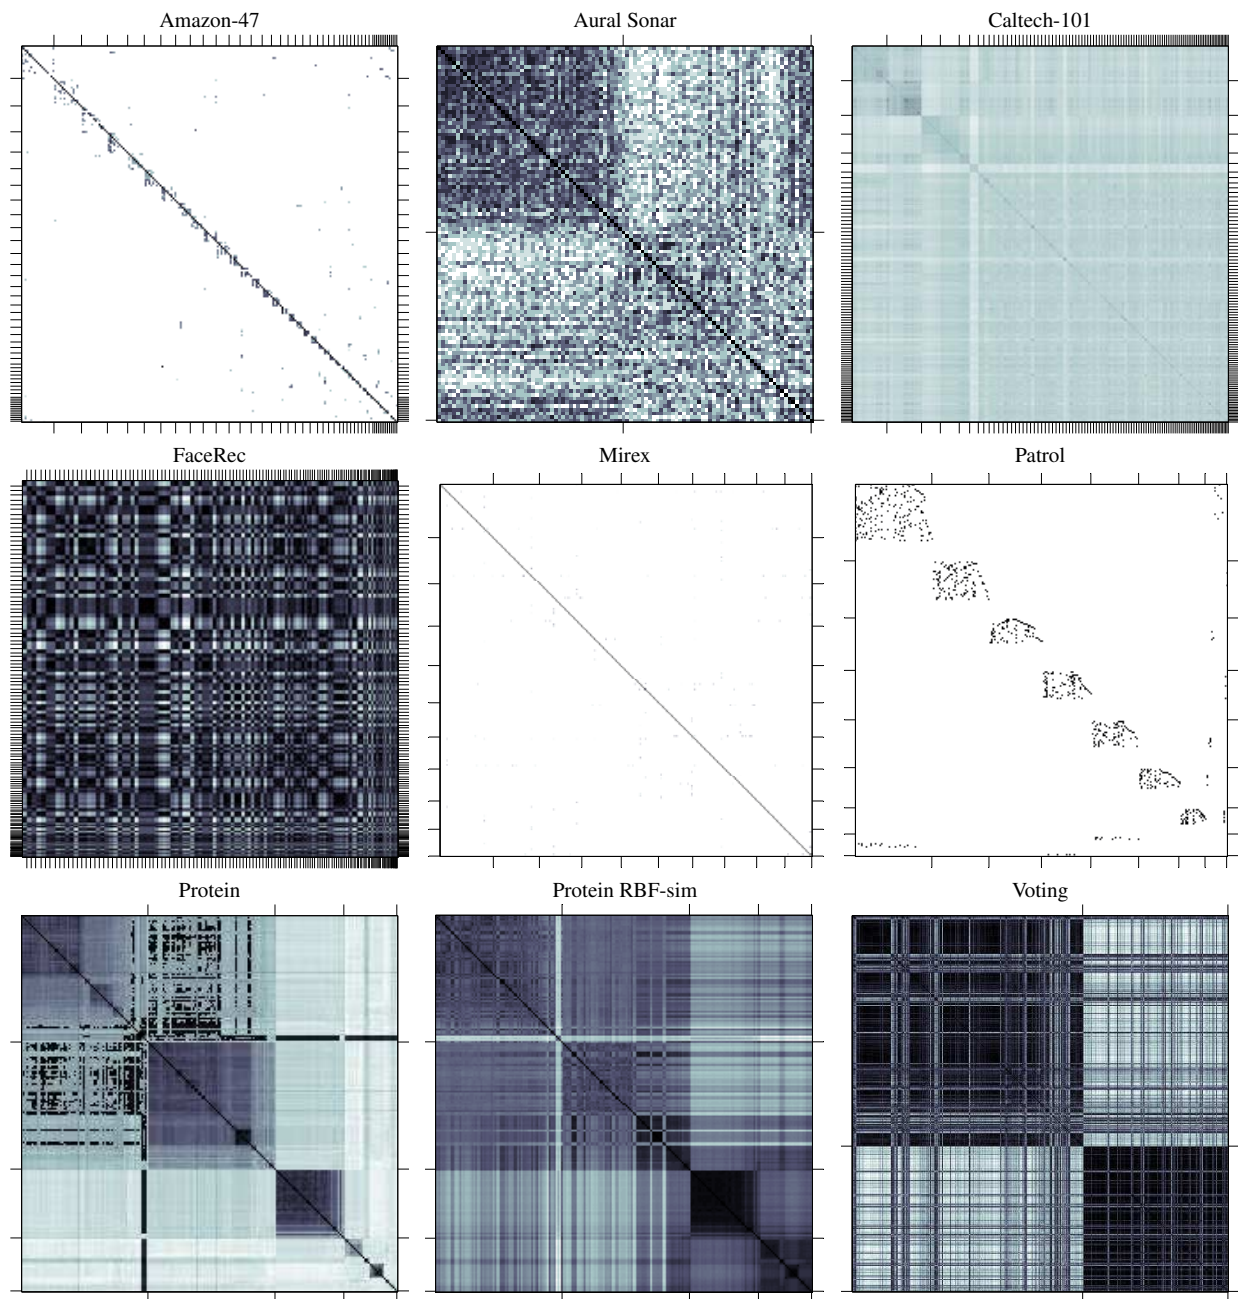 Amazon-47
Aural Sonar
Caltech-101
FaceRec
Mirex
Patrol
Protein
Protein RBF-sim
Voting